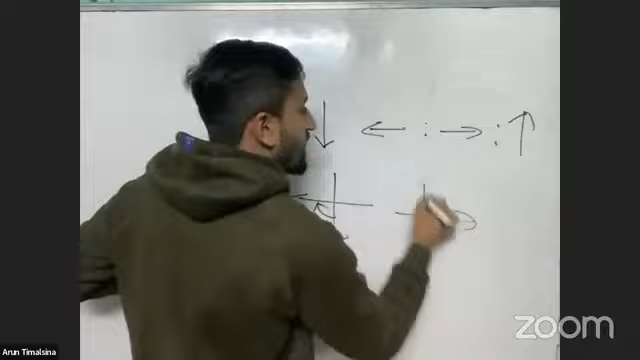 ↓ ← : → : ↑
Arun Timalsina
zoom